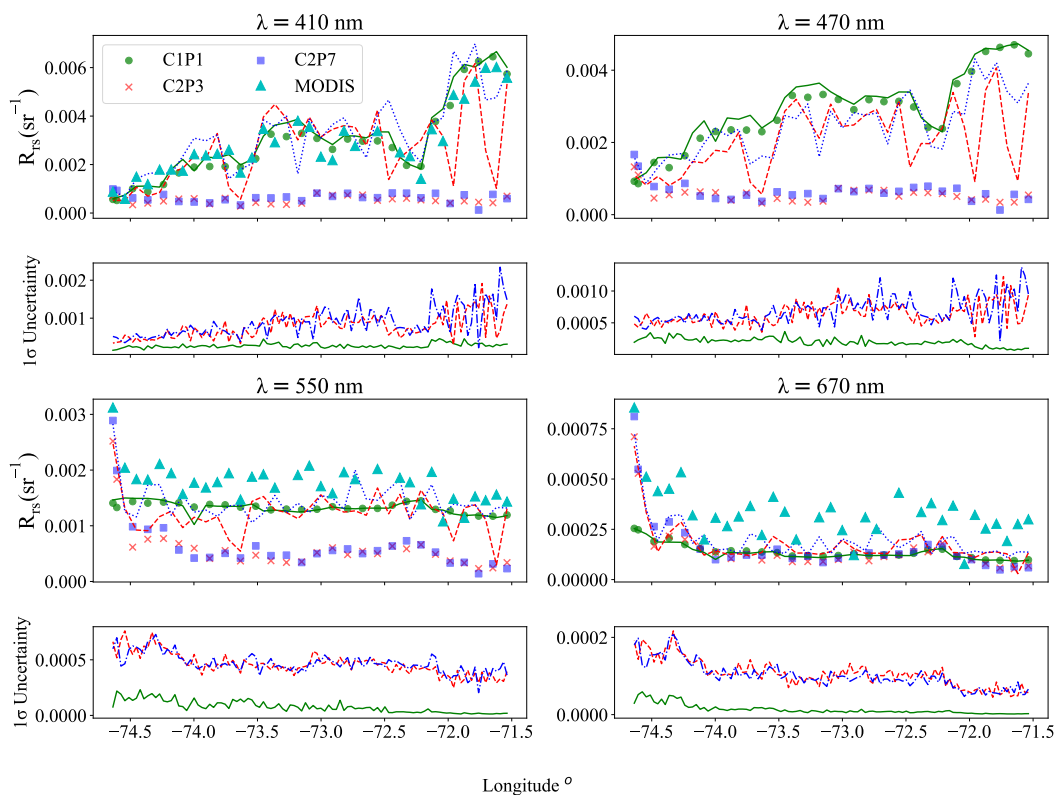 λ = 410 nm
λ = 470 nm
C1P1
C2P3
C2P7
MODIS
R_rs(sr⁻¹)
0.006
0.004
0.002
0.000
0.004
0.002
0.000
1σ Uncertainty
0.002
0.001
0.0010
0.0005
λ = 550 nm
λ = 670 nm
R_rs(sr⁻¹)
0.003
0.002
0.001
0.000
0.00075
0.00050
0.00025
0.00000
1σ Uncertainty
0.0005
0.0000
0.0002
0.0000
−74.5 −74.0 −73.5 −73.0 −72.5 −72.0 −71.5
−74.5 −74.0 −73.5 −73.0 −72.5 −72.0 −71.5
Longitude °